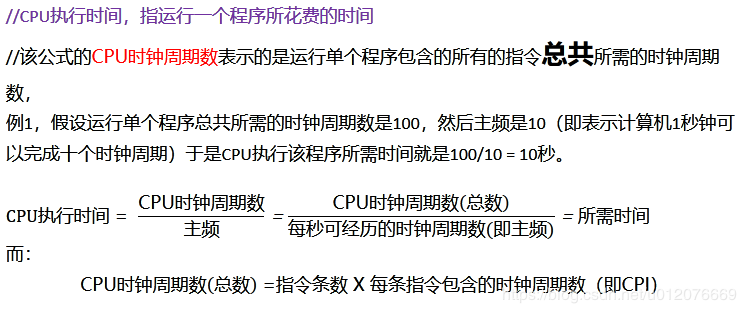 //CPU执行时间，指运行一个程序所花费的时间
//该公式的CPU时钟周期数表示的是运行单个程序包含的所有的指令总共所需的时钟周期
数，
例1，假设运行单个程序总共所需的时钟周期数是100，然后主频是10（即表示计算机1秒钟可
以完成十个时钟周期）于是CPU执行该程序所需时间就是100/10 = 10秒。
CPU执行时间 = CPU时钟周期数 / 主频 = CPU时钟周期数(总数) / 每秒可经历的时钟周期数(即主频) = 所需时间
而：
CPU时钟周期数(总数) =指令条数 X 每条指令包含的时钟周期数（即CPI）
https://blog.csdn.net/u012076669